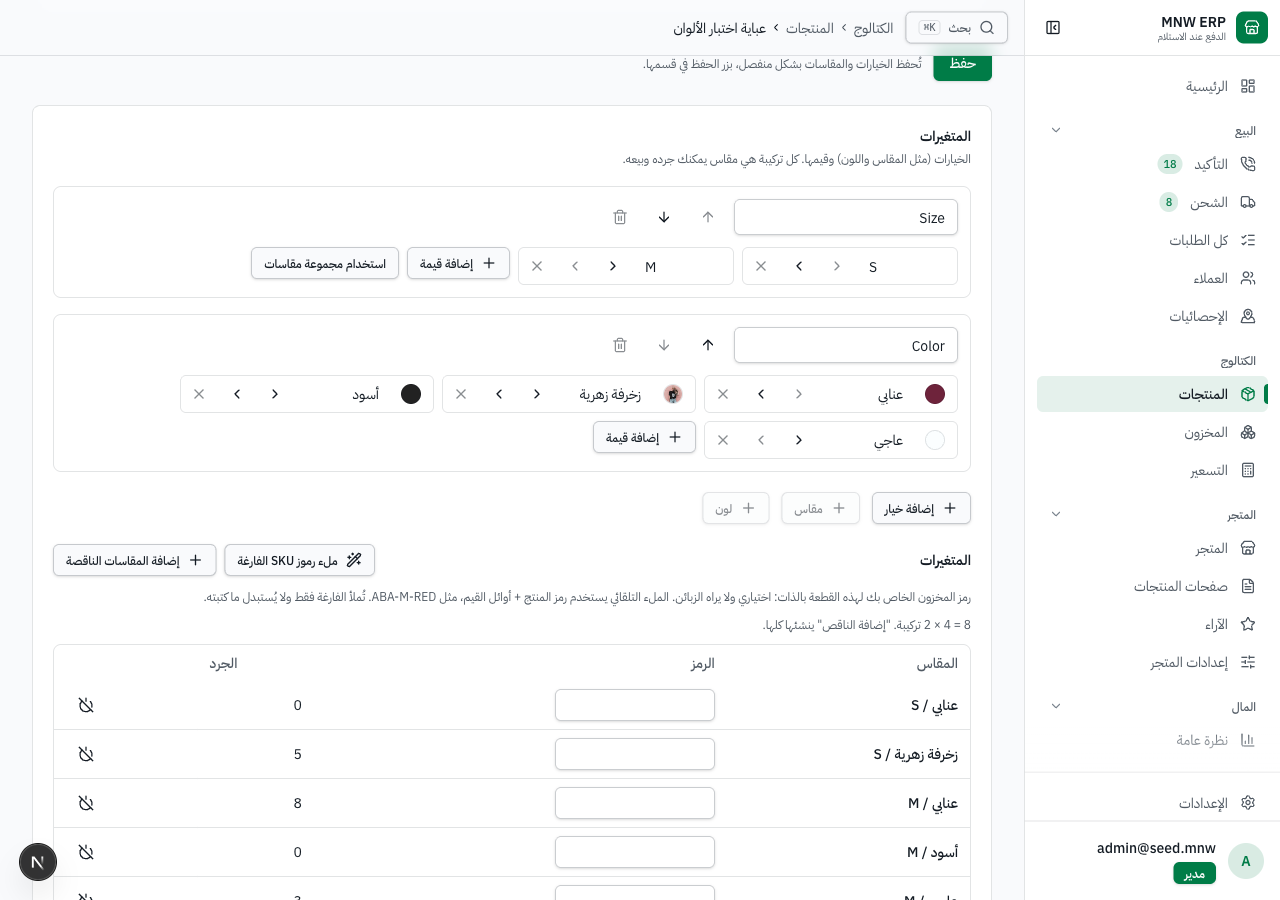 MNW ERP
الدفع عند الاستلام
الرئيسية
البيع
التأكيد 18
الشحن 8
كل الطلبات
العملاء
الإحصائيات
الكتالوج
المنتجات
المخزون
التسعير
المتجر
المتجر
صفحات المنتجات
الآراء
إعدادات المتجر
المال
نظرة عامة
الإعدادات
admin@seed.mnw
A
مدير
بحث ⌘K
الكتالوج › المنتجات › عباية اختبار الألوان
حفظ
تُحفظ الخيارات والمقاسات بشكل منفصل، بزر الحفظ في قسمها.
المتغيرات
الخيارات (مثل المقاس واللون) وقيمها. كل تركيبة هي مقاس يمكنك جرده وبيعه.
Size
S
M
إضافة قيمة
استخدام مجموعة مقاسات
Color
عنابي
زخرفة زهرية
أسود
عاجي
إضافة قيمة
إضافة خيار
مقاس
لون
المتغيرات
ملء رموز SKU الفارغة
إضافة المقاسات الناقصة
رمز المخزون الخاص بك لهذه القطعة بالذات: اختياري ولا يراه الزبائن. الملء التلقائي يستخدم رمز المنتج + أوائل القيم، مثل ABA-M-RED. تُملأ الفارغة فقط ولا يُستبدل ما كتبته.
8 = 4 × 2 تركيبة. "إضافة الناقص" ينشئها كلها.
المقاس الرمز الجرد
عنابي / S 0
زخرفة زهرية / S 5
عنابي / M 8
أسود / M 0
N